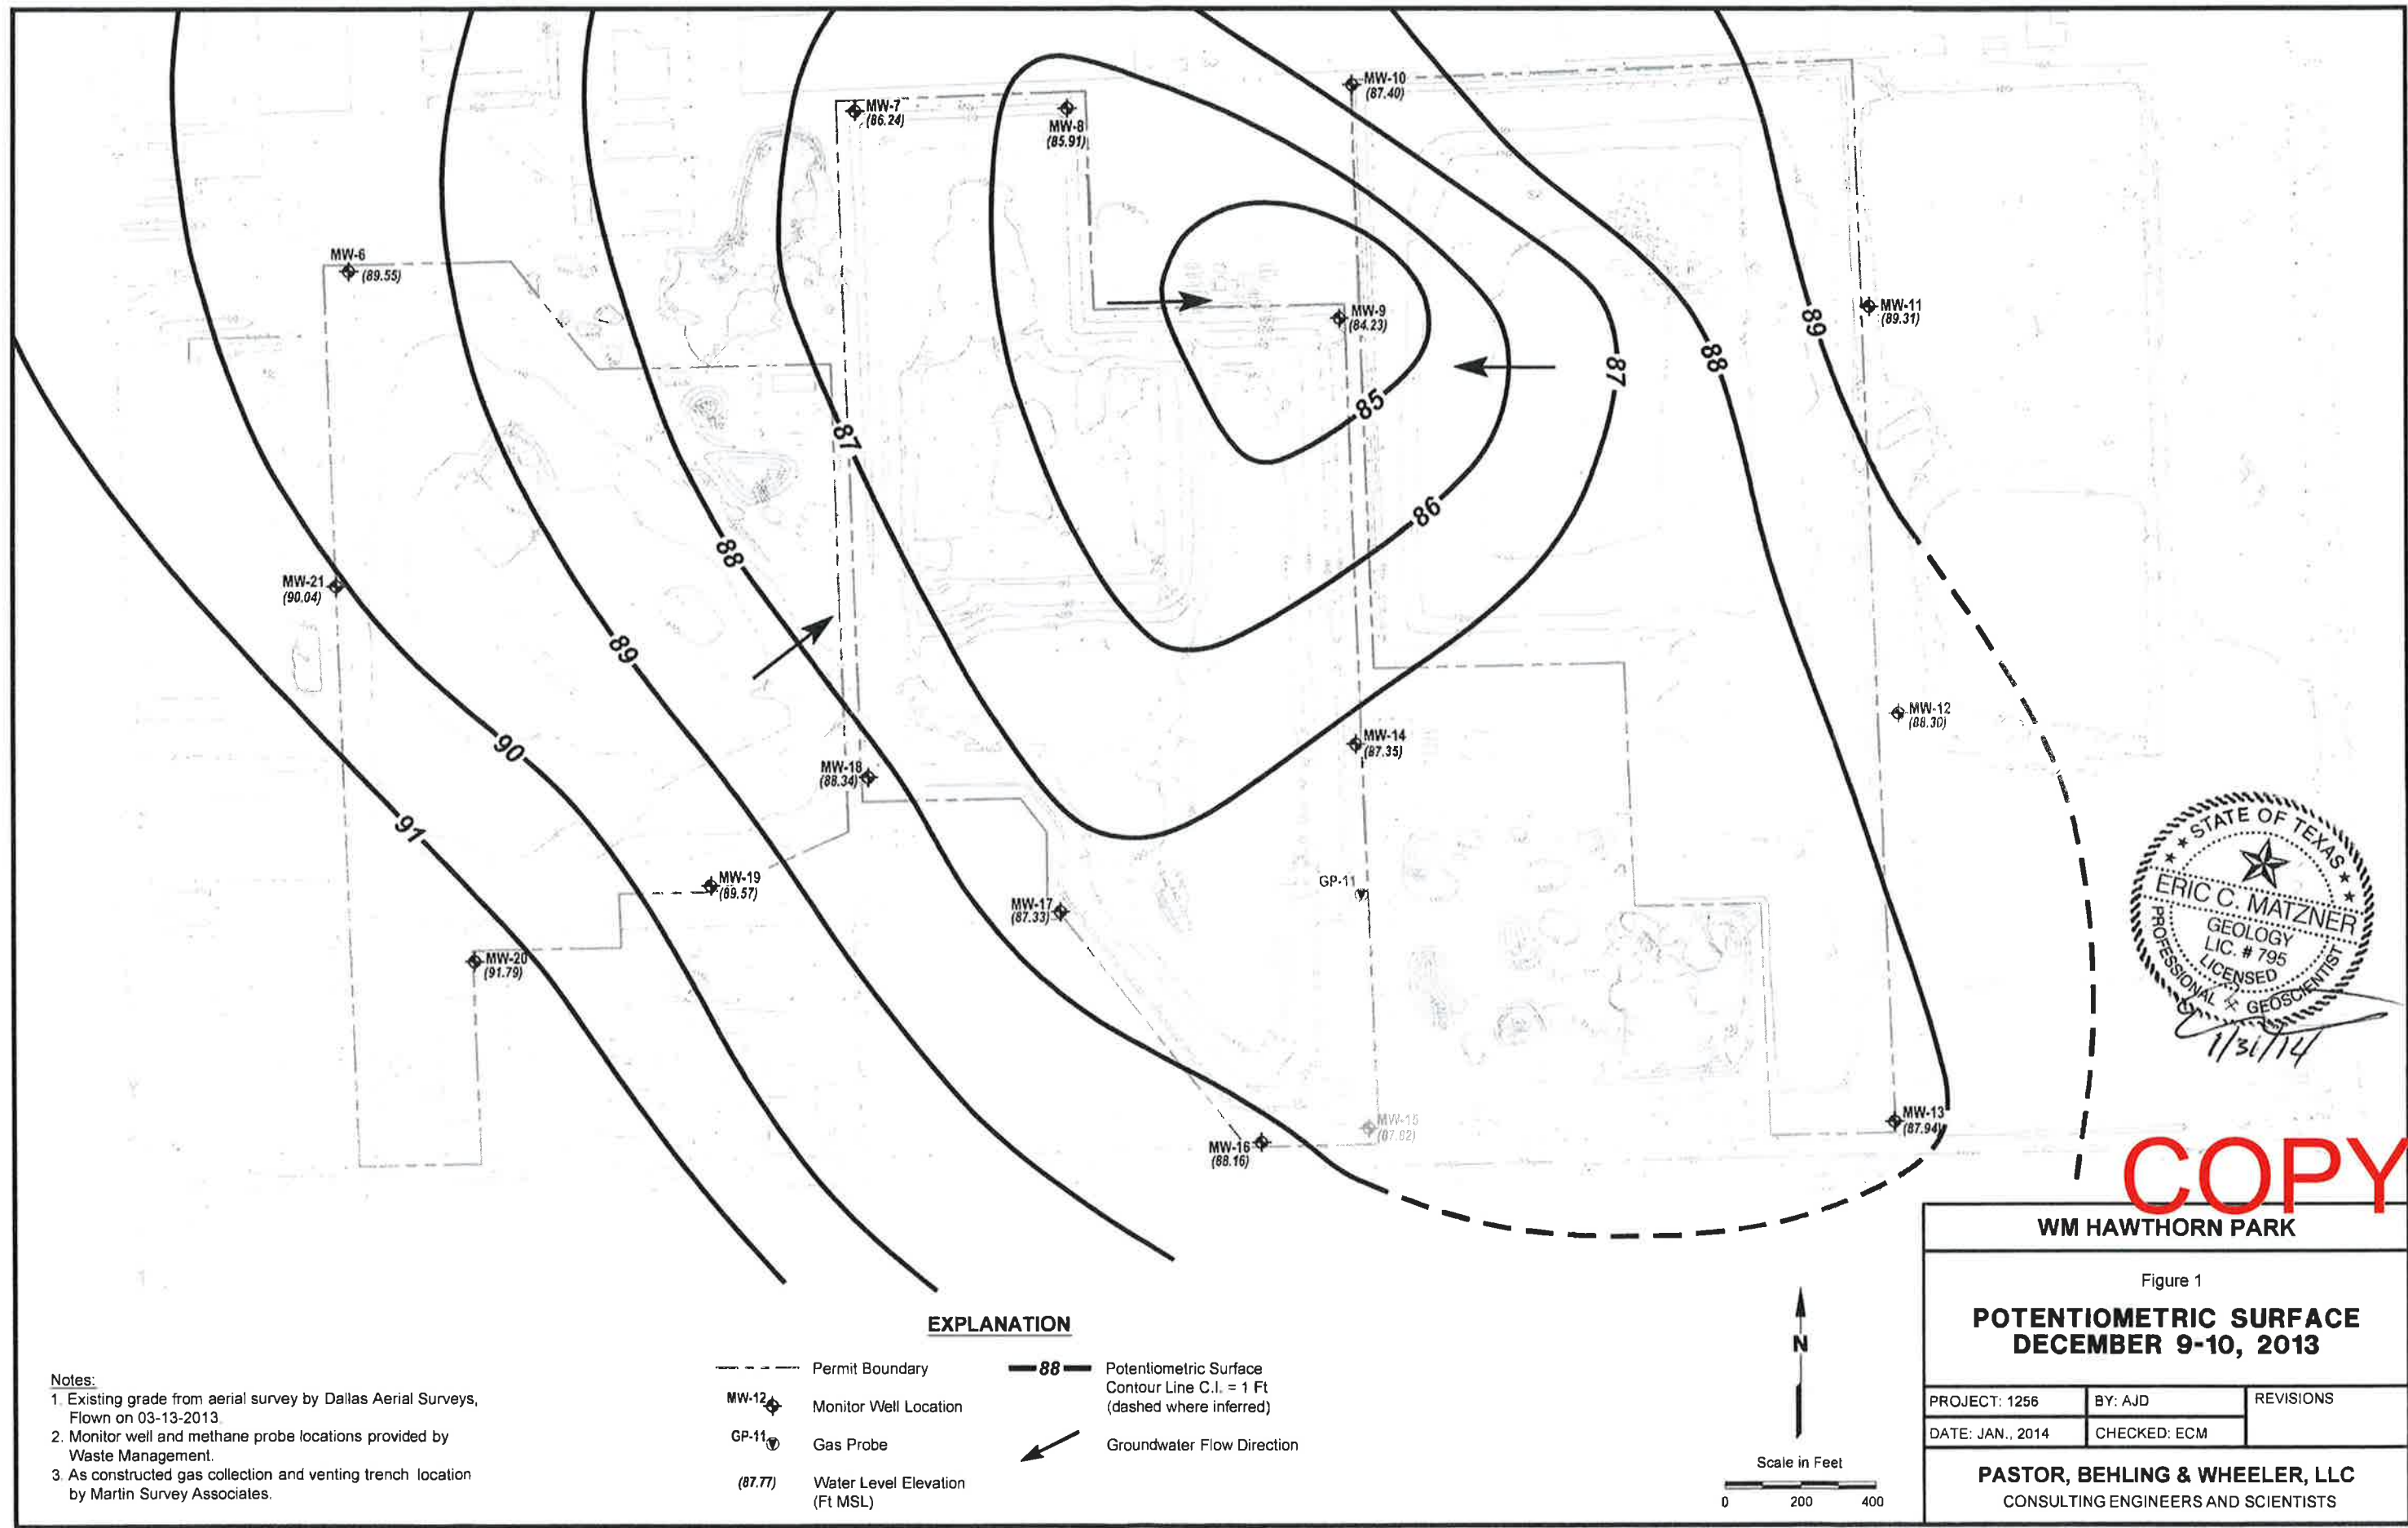 MW-10
(87.40)
MW-7
(86.24)
MW-8
(85.91)
MW-6
(89.55)
MW-9
(84.23)
MW-11
(89.31)
89
88
87
85
87
86
88
MW-21
(90.04)
89
MW-12
(88.30)
90
MW-14
(87.35)
MW-18
(88.34)
91
MW-19
(89.57)
GP-11
MW-17
(87.33)
MW-20
(91.79)
MW-15
(87.62)
MW-16
(88.16)
MW-13
(87.94)
STATE OF TEXAS
ERIC C. MATZNER
GEOLOGY
LIC. # 795
LICENSED
PROFESSIONAL GEOSCIENTIST
1/31/14
COPY
EXPLANATION
Permit Boundary
MW-12
Monitor Well Location
GP-11
Gas Probe
(87.77)
Water Level Elevation
(Ft MSL)
88
Potentiometric Surface
Contour Line C.I. = 1 Ft
(dashed where inferred)
Groundwater Flow Direction
Notes:
1. Existing grade from aerial survey by Dallas Aerial Surveys,
Flown on 03-13-2013.
2. Monitor well and methane probe locations provided by
Waste Management.
3. As constructed gas collection and venting trench location
by Martin Survey Associates.
N
Scale in Feet
0 200 400
WM HAWTHORN PARK
Figure 1
POTENTIOMETRIC SURFACE
DECEMBER 9-10, 2013
PROJECT: 1256
BY: AJD
REVISIONS
DATE: JAN., 2014
CHECKED: ECM
PASTOR, BEHLING & WHEELER, LLC
CONSULTING ENGINEERS AND SCIENTISTS